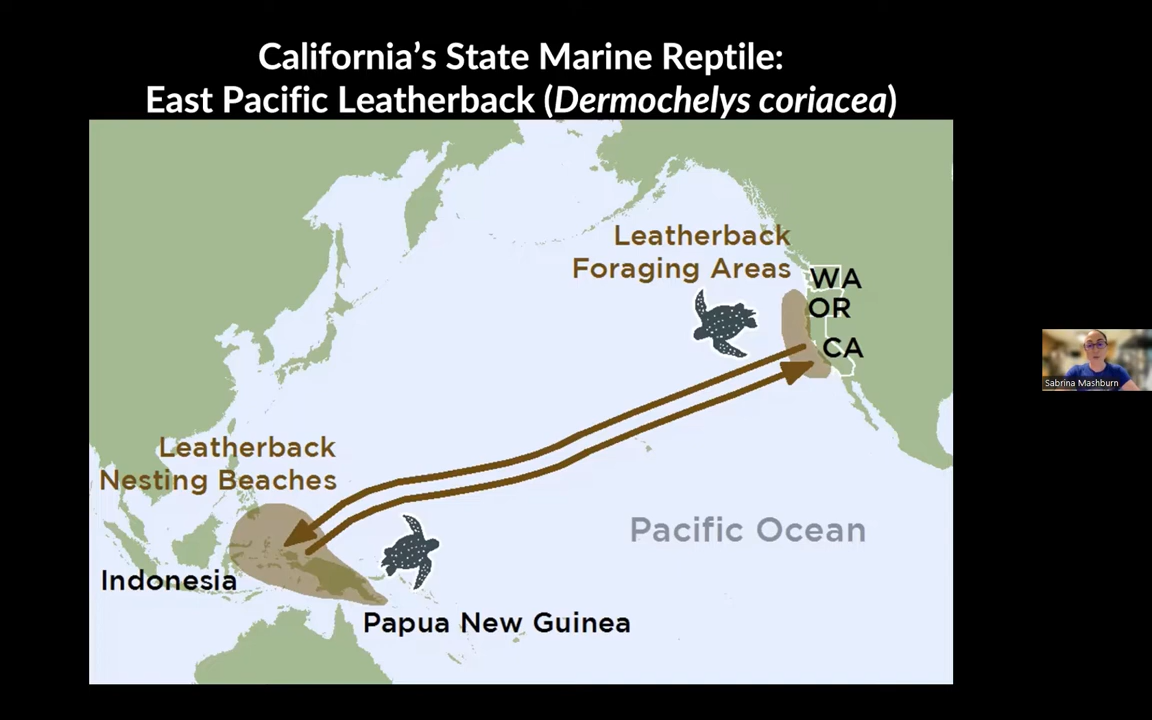 California's State Marine Reptile:
East Pacific Leatherback (Dermochelys coriacea)
Leatherback
Foraging Areas
WA
OR
CA
Sabrina Mashburn
Leatherback
Nesting Beaches
Pacific Ocean
Indonesia
Papua New Guinea